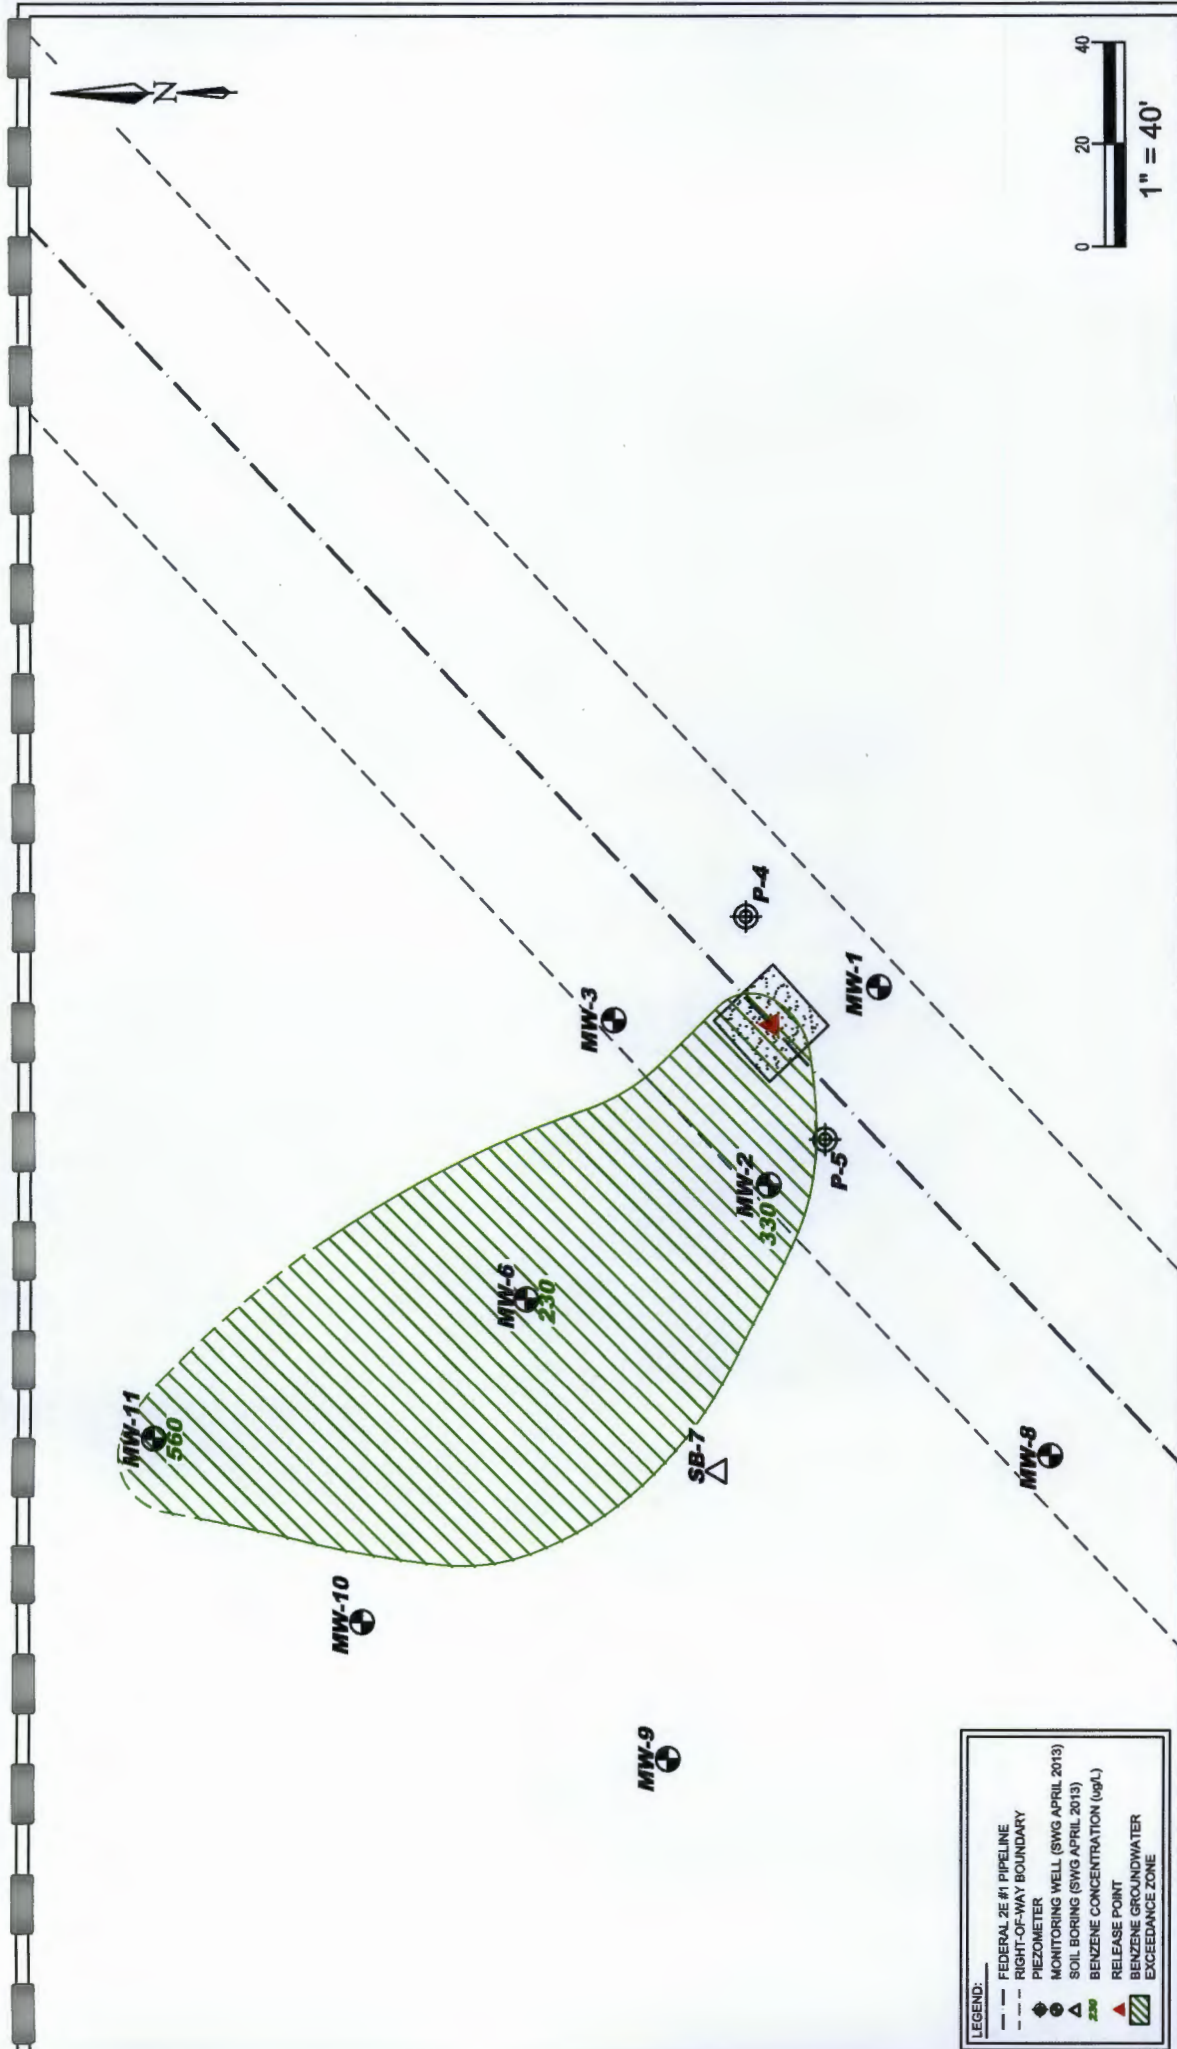 N
MW-11
560
MW-10
MW-6
230
MW-3
MW-9
SB-7
MW-2
330
P-5
P-4
MW-1
MW-8
0 20 40
1" = 40'
LEGEND:
FEDERAL 2E #1 PIPELINE
RIGHT-OF-WAY BOUNDARY
PIEZOMETER
MONITORING WELL (SWG APRIL 2013)
SOIL BORING (SWG APRIL 2013)
230 BENZENE CONCENTRATION (ug/L)
RELEASE POINT
BENZENE GROUNDWATER
EXCEEDANCE ZONE